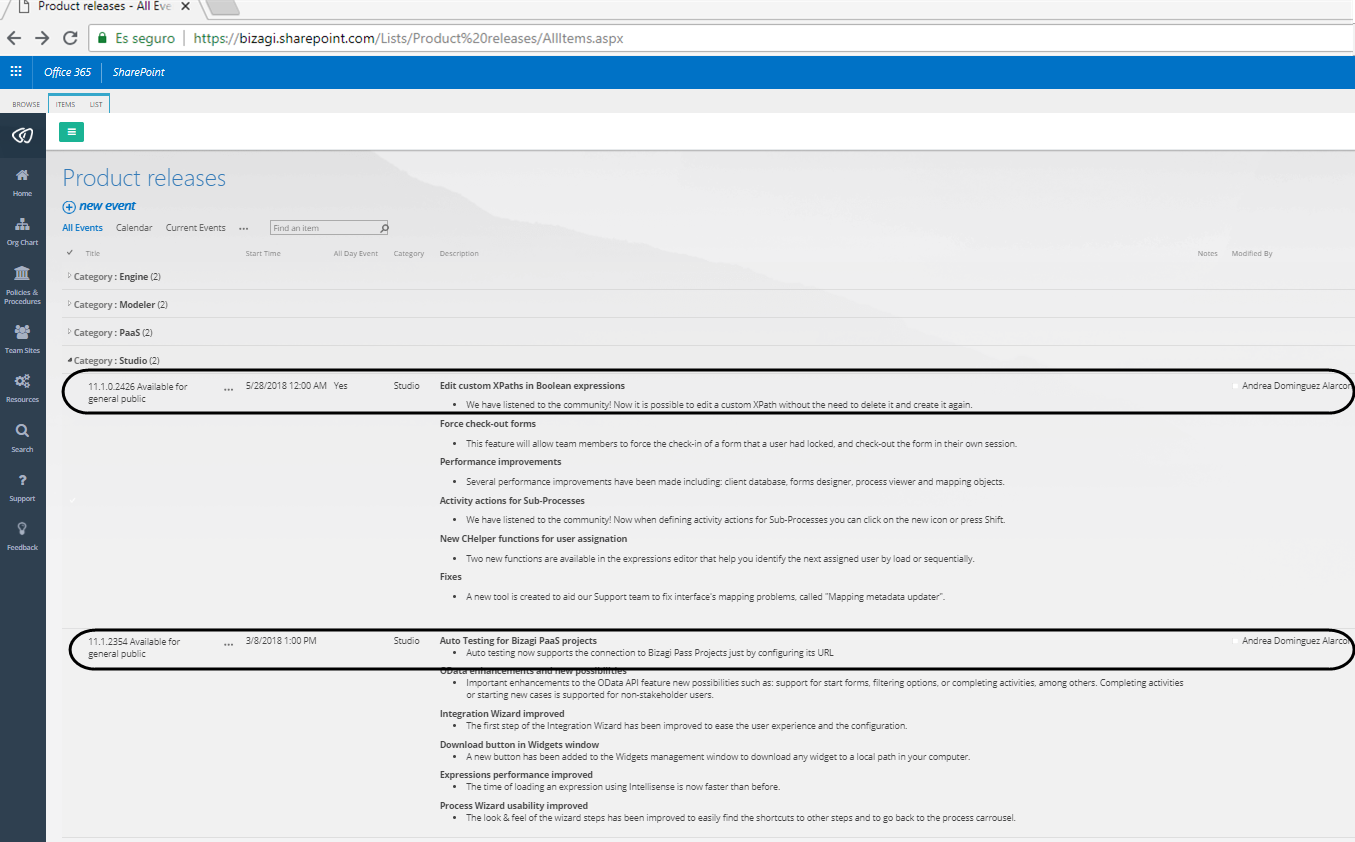 Product releases - All Eve
Es seguro
https://bizagi.sharepoint.com/Lists/Product%20releases/AllItems.aspx
Office 365
SharePoint
BROWSE
ITEMS
LIST
Home
Org Chart
Policies &
Procedures
Team Sites
Resources
Search
Support
Feedback
Product releases
new event
All Events
Calendar
Current Events
...
Find an item
Title
Start Time
All Day Event
Category
Description
Notes
Modified By
Category : Engine (2)
Category : Modeler (2)
Category : PaaS (2)
Category : Studio (2)
11.1.0.2426 Available for
general public
...
5/28/2018 12:00 AM
Yes
Studio
Edit custom XPaths in Boolean expressions
• We have listened to the community! Now it is possible to edit a custom XPath without the need to delete it and create it again.
Force check-out forms
• This feature will allow team members to force the check-in of a form that a user had locked, and check-out the form in their own session.
Performance improvements
• Several performance improvements have been made including: client database, forms designer, process viewer and mapping objects.
Activity actions for Sub-Processes
• We have listened to the community! Now when defining activity actions for Sub-Processes you can click on the new icon or press Shift.
New CHelper functions for user assignation
• Two new functions are available in the expressions editor that help you identify the next assigned user by load or sequentially.
Fixes
• A new tool is created to aid our Support team to fix interface's mapping problems, called "Mapping metadata updater".
Andrea Dominguez Alarcon
11.1.2354 Available for
general public
...
3/8/2018 1:00 PM
Studio
Auto Testing for Bizagi PaaS projects
• Auto testing now supports the connection to Bizagi Pass Projects just by configuring its URL
OData enhancements and new possibilities
• Important enhancements to the OData API feature new possibilities such as: support for start forms, filtering options, or completing activities, among others. Completing activities
or starting new cases is supported for non-stakeholder users.
Integration Wizard improved
• The first step of the Integration Wizard has been improved to ease the user experience and the configuration.
Download button in Widgets window
• A new button has been added to the Widgets management window to download any widget to a local path in your computer.
Expressions performance improved
• The time of loading an expression using Intellisense is now faster than before.
Process Wizard usability improved
• The look & feel of the wizard steps has been improved to easily find the shortcuts to other steps and to go back to the process carrousel.
Andrea Dominguez Alarcon